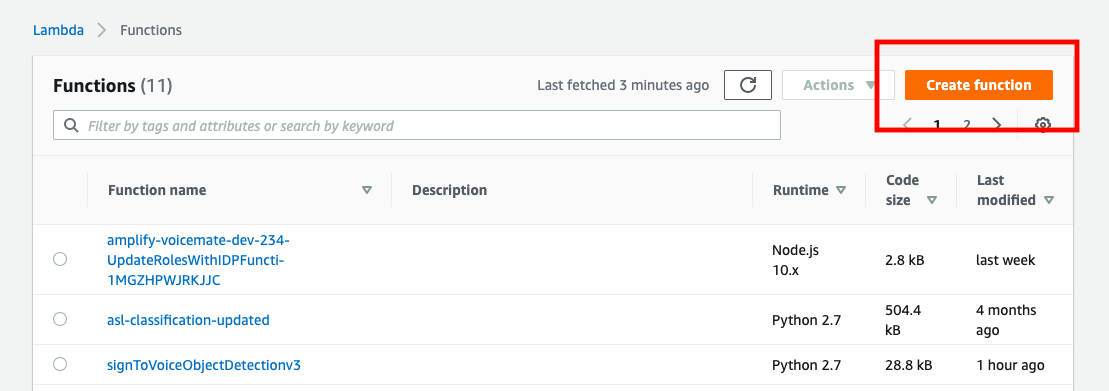 Lambda > Functions
Functions (11)
Last fetched 3 minutes ago
Actions
Create function
Filter by tags and attributes or search by keyword
< 1 2 >
Function name
Description
Runtime
Code
size
Last
modified
amplify-voicemate-dev-234-
UpdateRolesWithIDPFuncti-
1MGZHPWJRKJJC
Node.js
10.x
2.8 kB
last week
asl-classification-updated
Python 2.7
504.4
kB
4 months
ago
signToVoiceObjectDetectionv3
Python 2.7
28.8 kB
1 hour ago